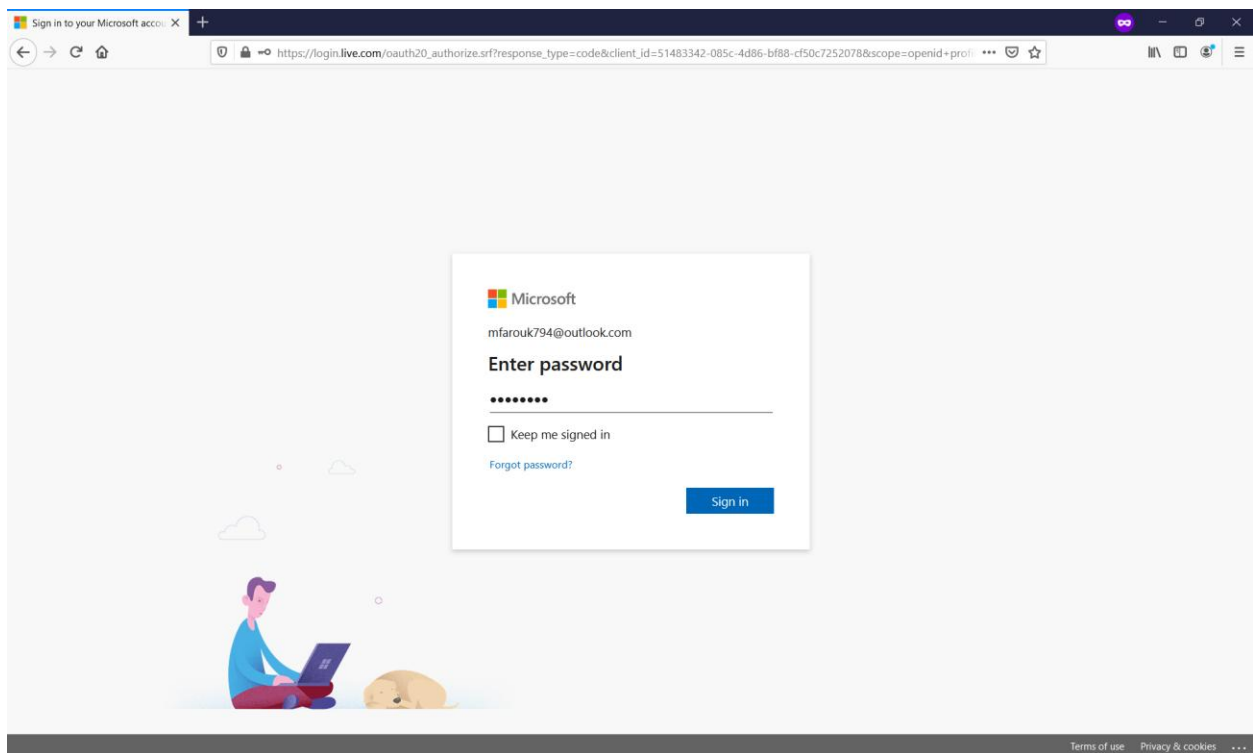 Sign in to your Microsoft accou
https://login.live.com/oauth20_authorize.srf?response_type=code&client_id=51483342-085c-4d86-bf88-cf50c7252078&scope=openid+prof
Microsoft
mfarouk794@outlook.com
Enter password
Keep me signed in
Forgot password?
Sign in
Terms of use Privacy & cookies ...